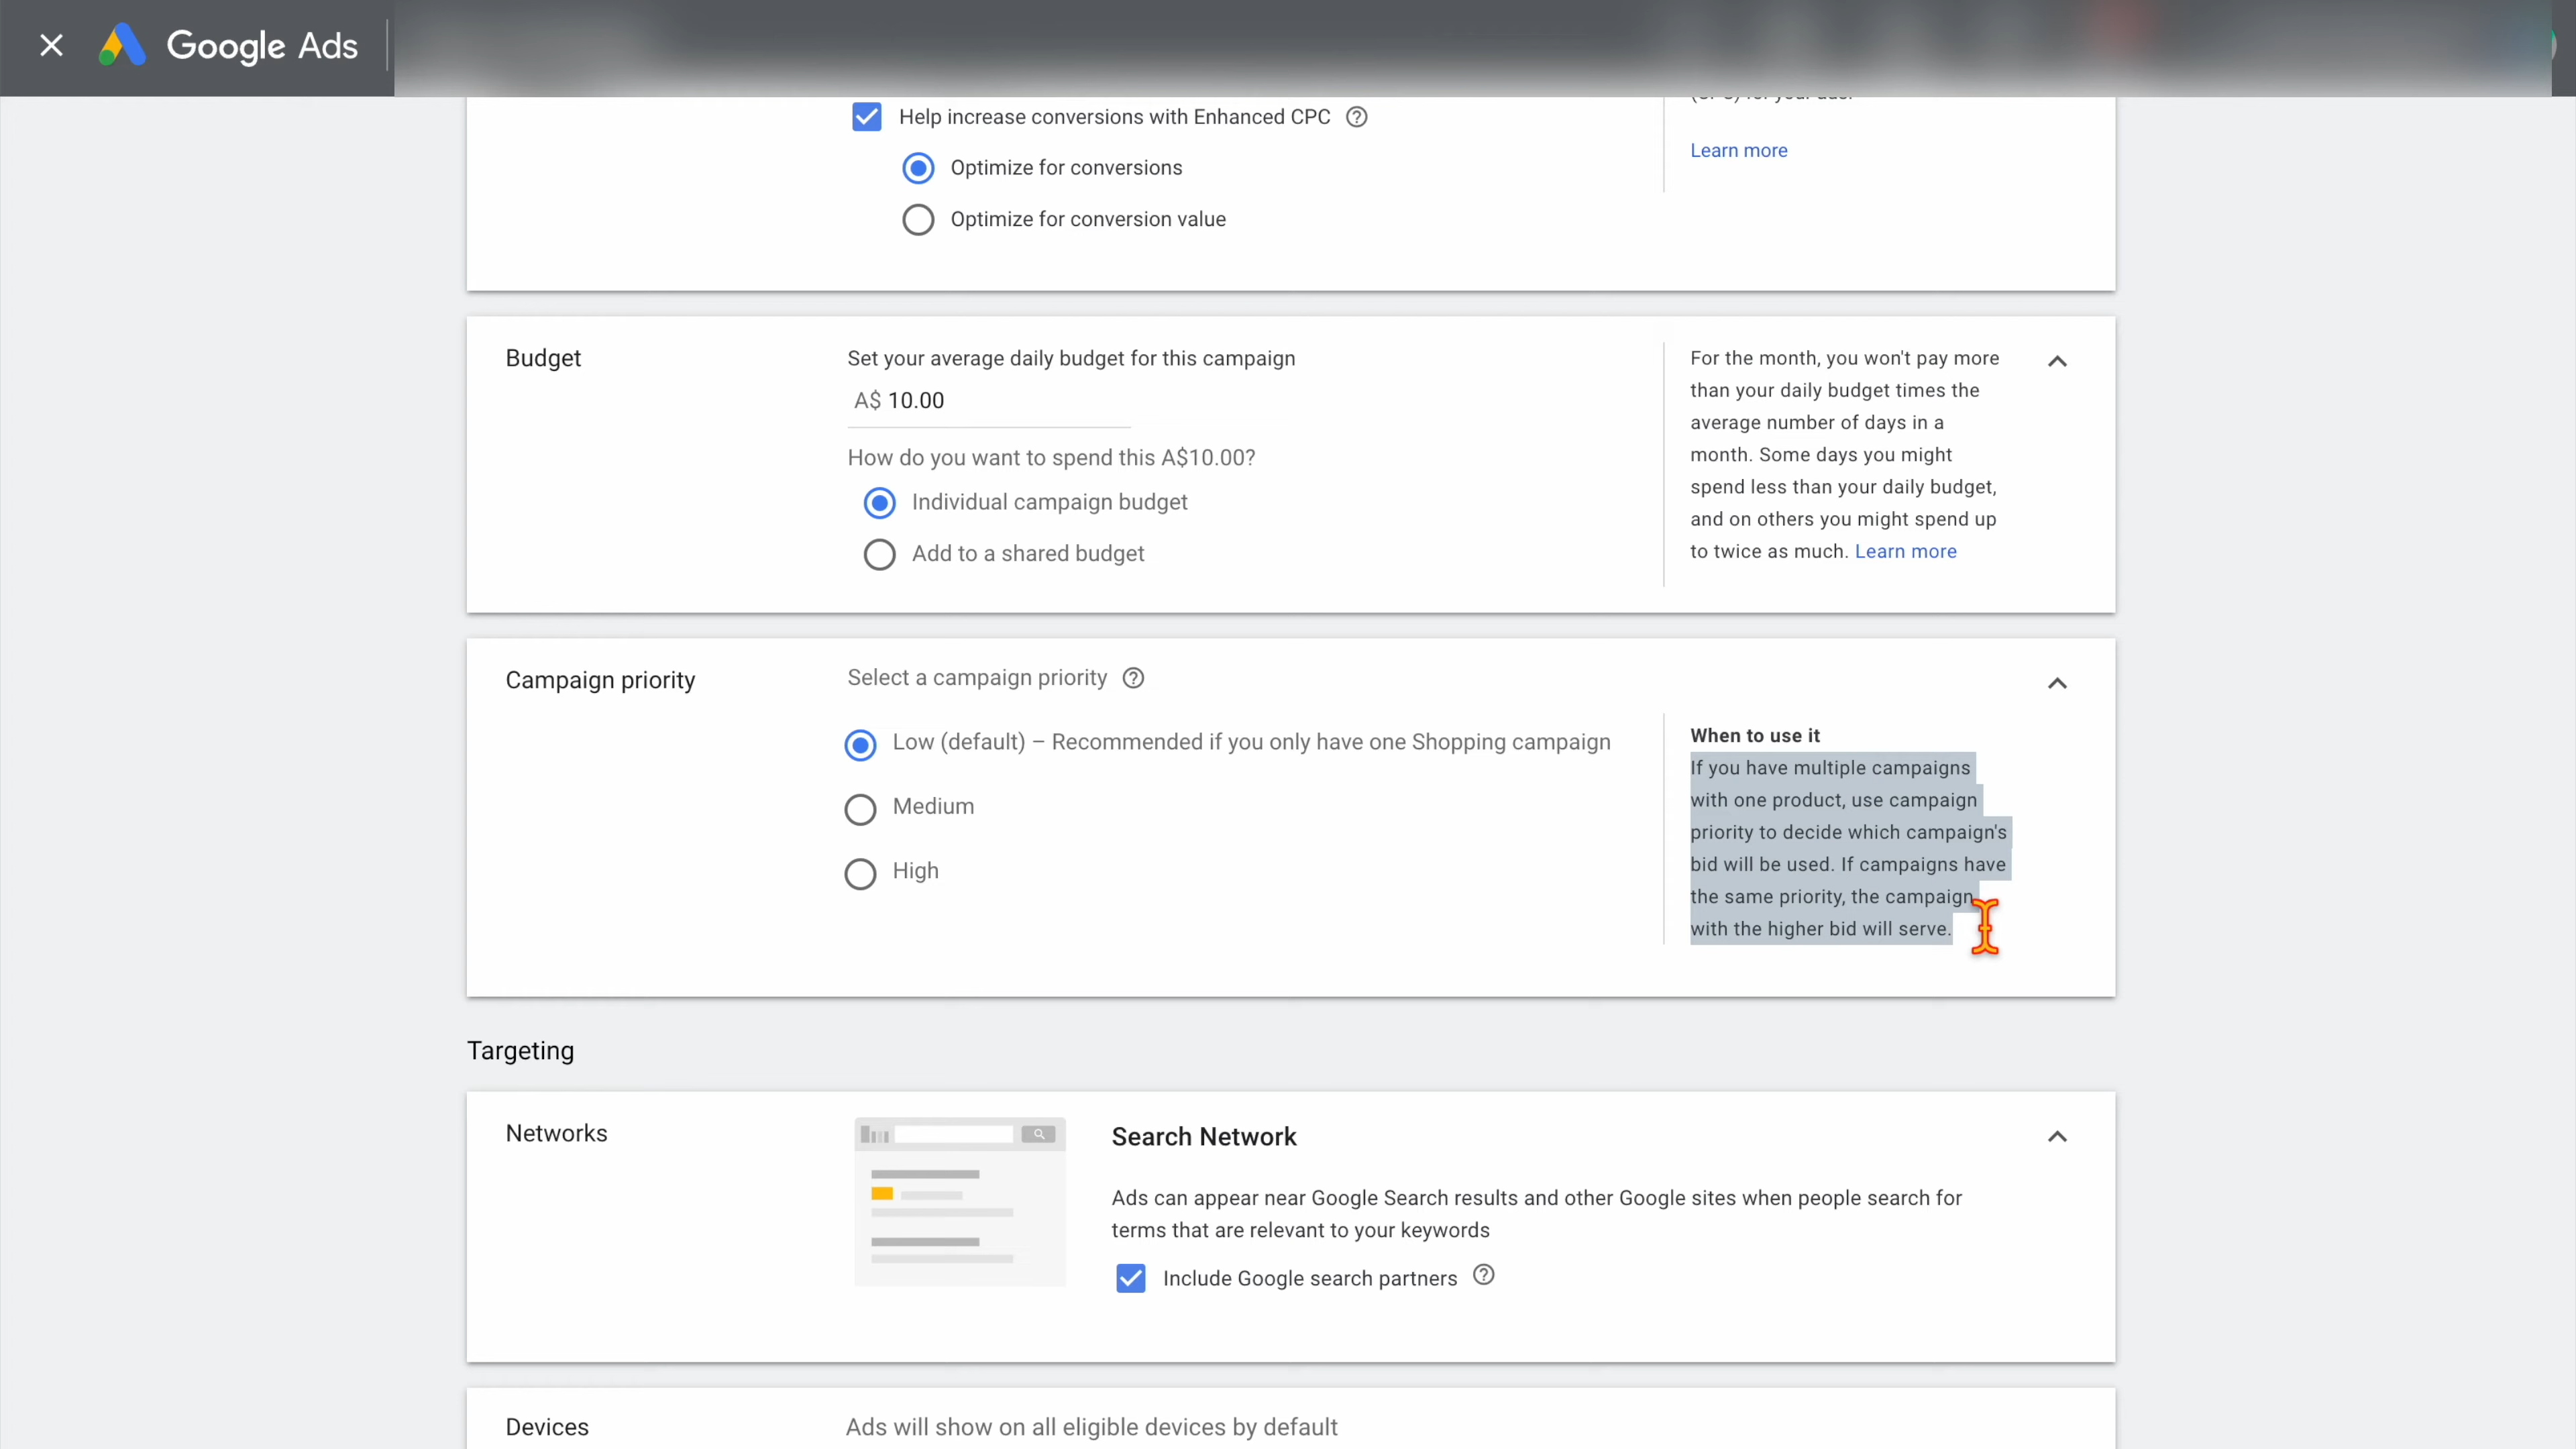 Google Ads
Help increase conversions with Enhanced CPC
Optimize for conversions
Optimize for conversion value
Learn more
Budget
Set your average daily budget for this campaign
A$ 10.00
How do you want to spend this A$10.00?
Individual campaign budget
Add to a shared budget
For the month, you won't pay more
than your daily budget times the
average number of days in a
month. Some days you might
spend less than your daily budget,
and on others you might spend up
to twice as much. Learn more
Campaign priority
Select a campaign priority
Low (default) – Recommended if you only have one Shopping campaign
Medium
High
When to use it
If you have multiple campaigns
with one product, use campaign
priority to decide which campaign's
bid will be used. If campaigns have
the same priority, the campaign
with the higher bid will serve.
Targeting
Networks
Search Network
Ads can appear near Google Search results and other Google sites when people search for
terms that are relevant to your keywords
Include Google search partners
Devices
Ads will show on all eligible devices by default